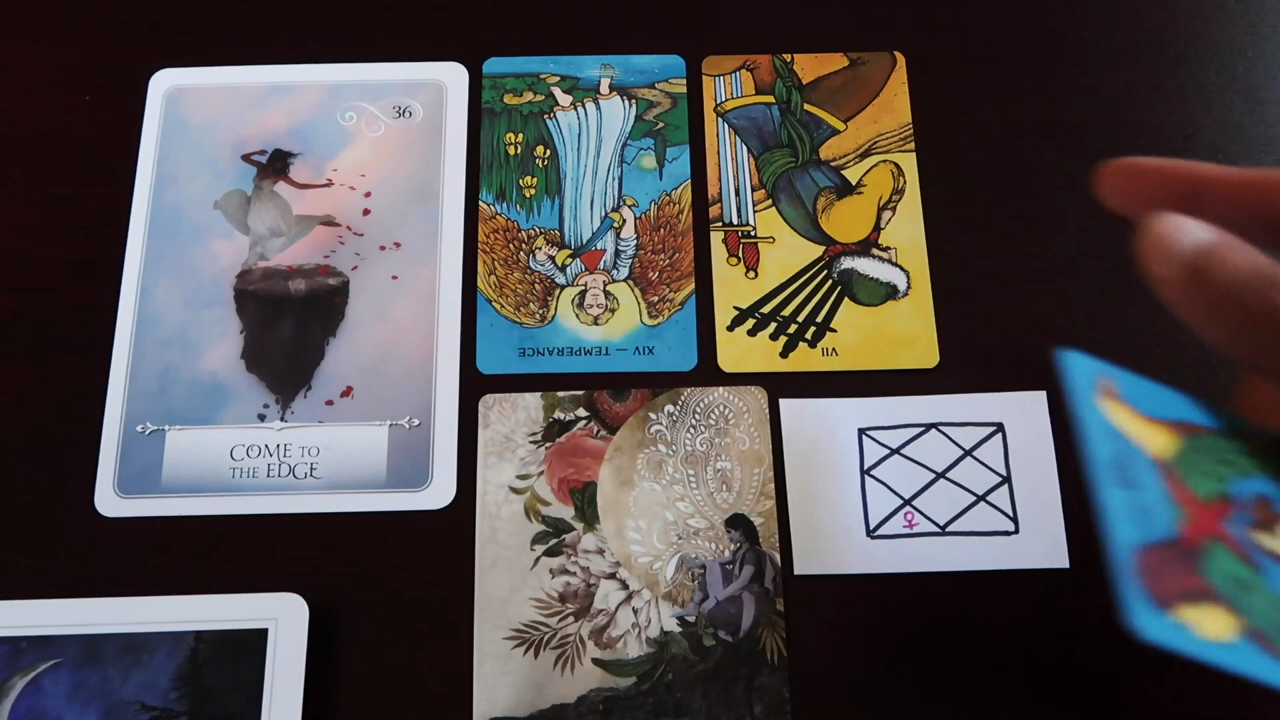 36
COME TO
THE EDGE
XIV — TEMPERANCE
VII